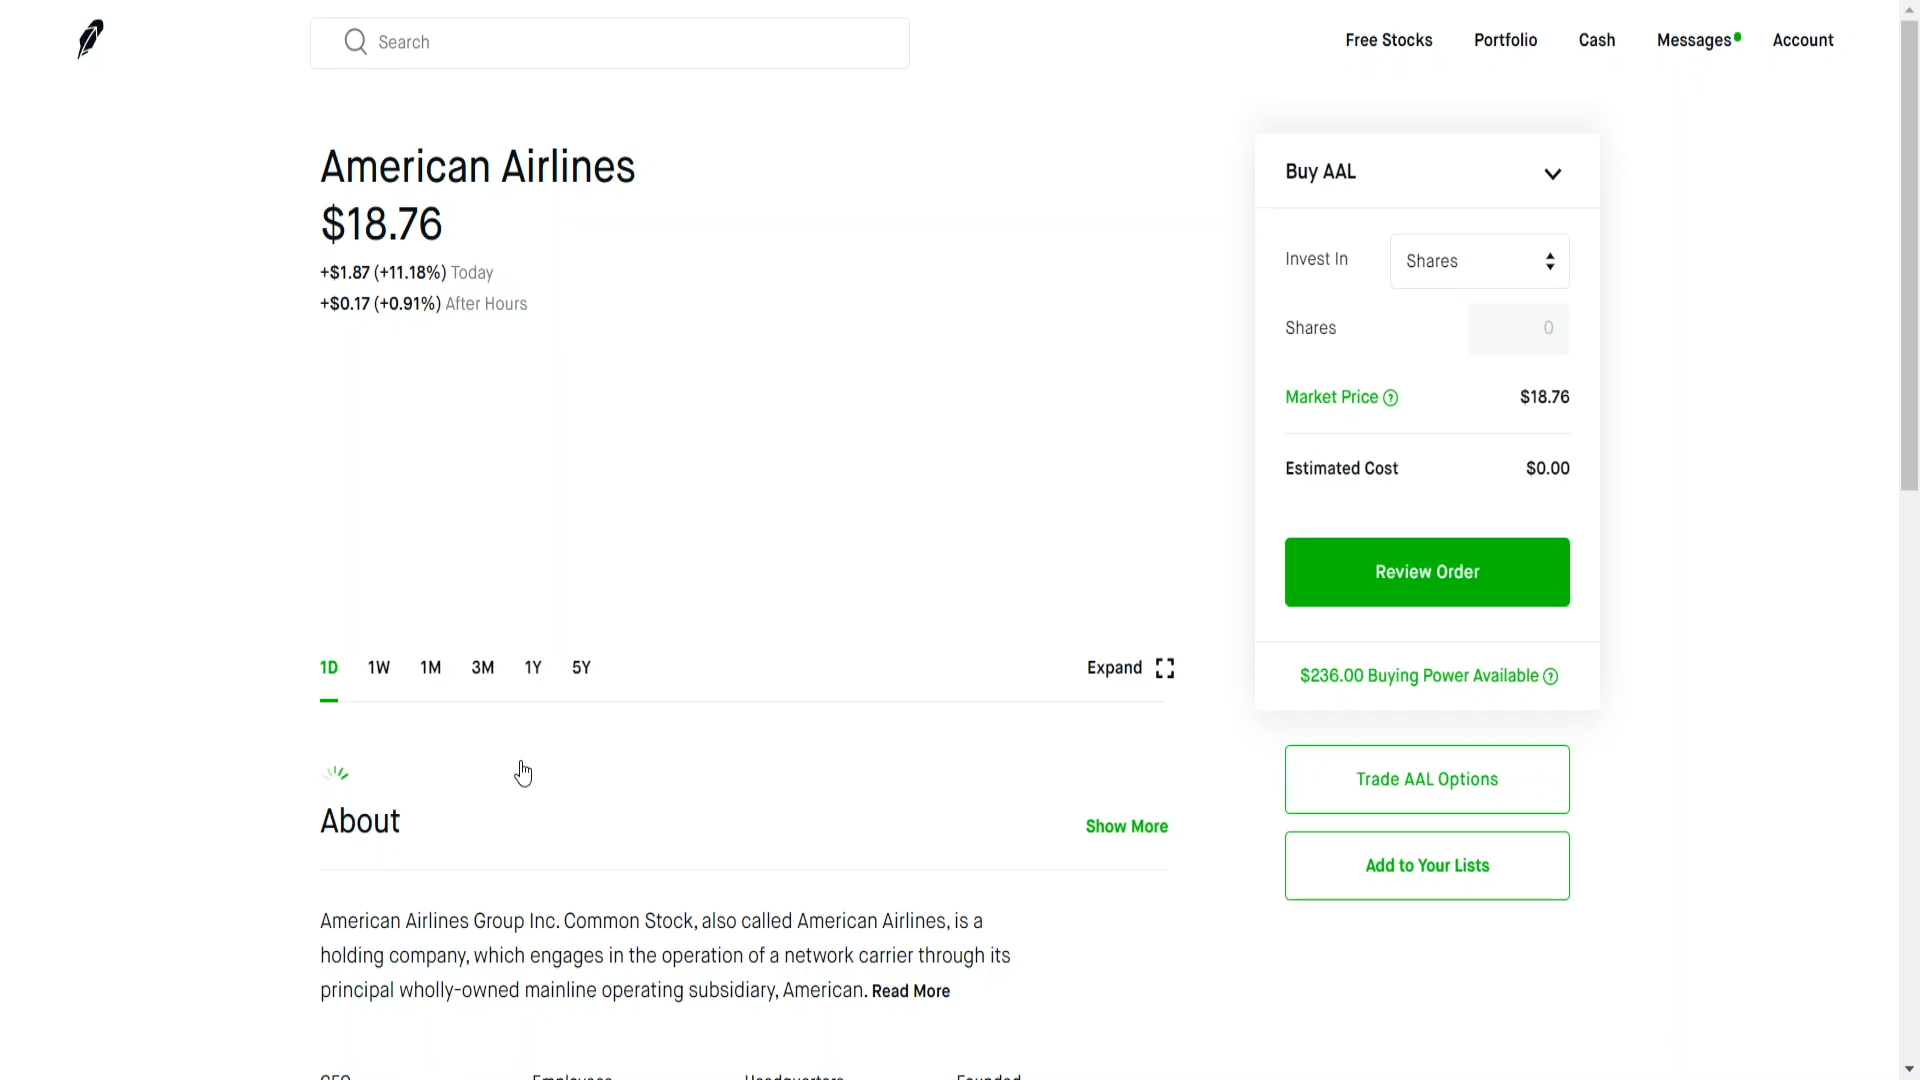 Search
Free Stocks Portfolio Cash Messages Account
American Airlines
$18.76
+$1.87 (+11.18%) Today
+$0.17 (+0.91%) After Hours
1D 1W 1M 3M 1Y 5Y Expand
Buy AAL
Invest In Shares
Shares 0
Market Price ? $18.76
Estimated Cost $0.00
Review Order
$236.00 Buying Power Available ?
Trade AAL Options
Add to Your Lists
About Show More
American Airlines Group Inc. Common Stock, also called American Airlines, is a
holding company, which engages in the operation of a network carrier through its
principal wholly-owned mainline operating subsidiary, American. Read More
CEO Employees Headquarters Founded